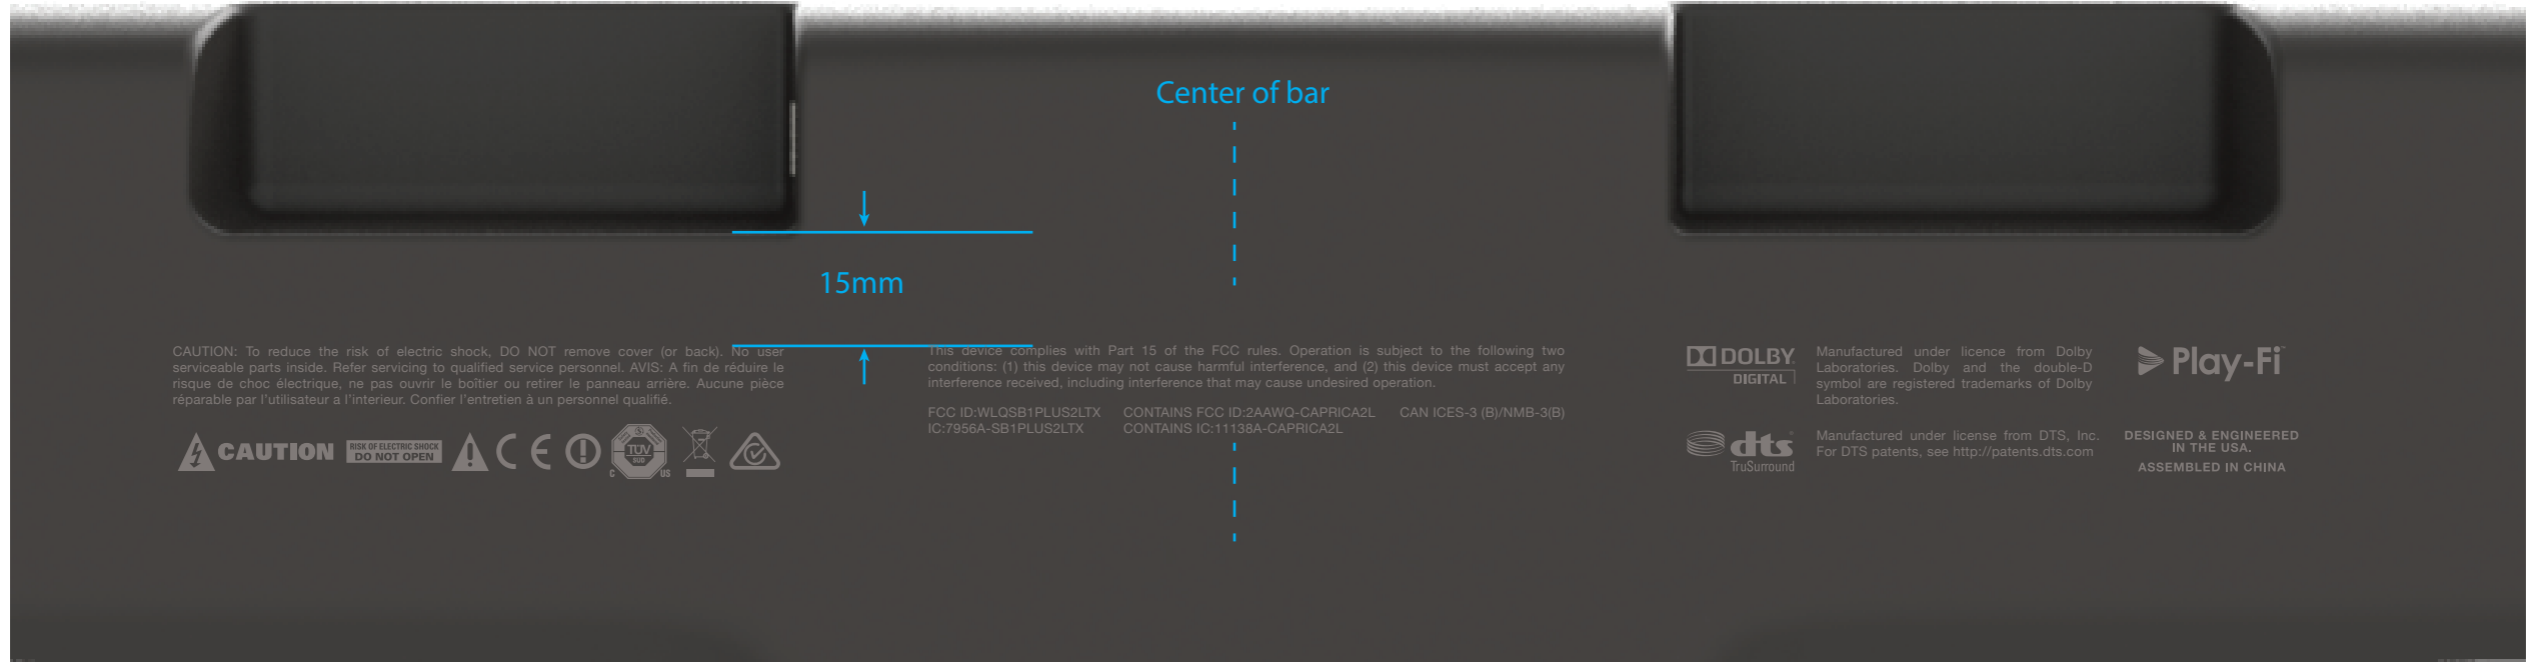 Center of bar
15mm
CAUTION: To reduce the risk of electric shock, DO NOT remove cover (or back). No user
serviceable parts inside. Refer servicing to qualified service personnel. AVIS: A fin de réduire le
risque de choc électrique, ne pas ouvrir le boîtier ou retirer le panneau arrière. Aucune pièce
réparable par l'utilisateur a l'interieur. Confier l'entretien à un personnel qualifié.
CAUTION
RISK OF ELECTRIC SHOCK
DO NOT OPEN
CE
TÜV
SÜD
C US
This device complies with Part 15 of the FCC rules. Operation is subject to the following two
conditions: (1) this device may not cause harmful interference, and (2) this device must accept any
interference received, including interference that may cause undesired operation.
FCC ID:WLQSB1PLUS2LTX CONTAINS FCC ID:2AAWQ-CAPRICA2L CAN ICES-3 (B)/NMB-3(B)
IC:7956A-SB1PLUS2LTX CONTAINS IC:11138A-CAPRICA2L
DOLBY
DIGITAL
Manufactured under licence from Dolby
Laboratories. Dolby and the double-D
symbol are registered trademarks of Dolby
Laboratories.
Play-Fi
dts
TruSurround
Manufactured under license from DTS, Inc.
For DTS patents, see http://patents.dts.com
DESIGNED & ENGINEERED
IN THE USA.
ASSEMBLED IN CHINA